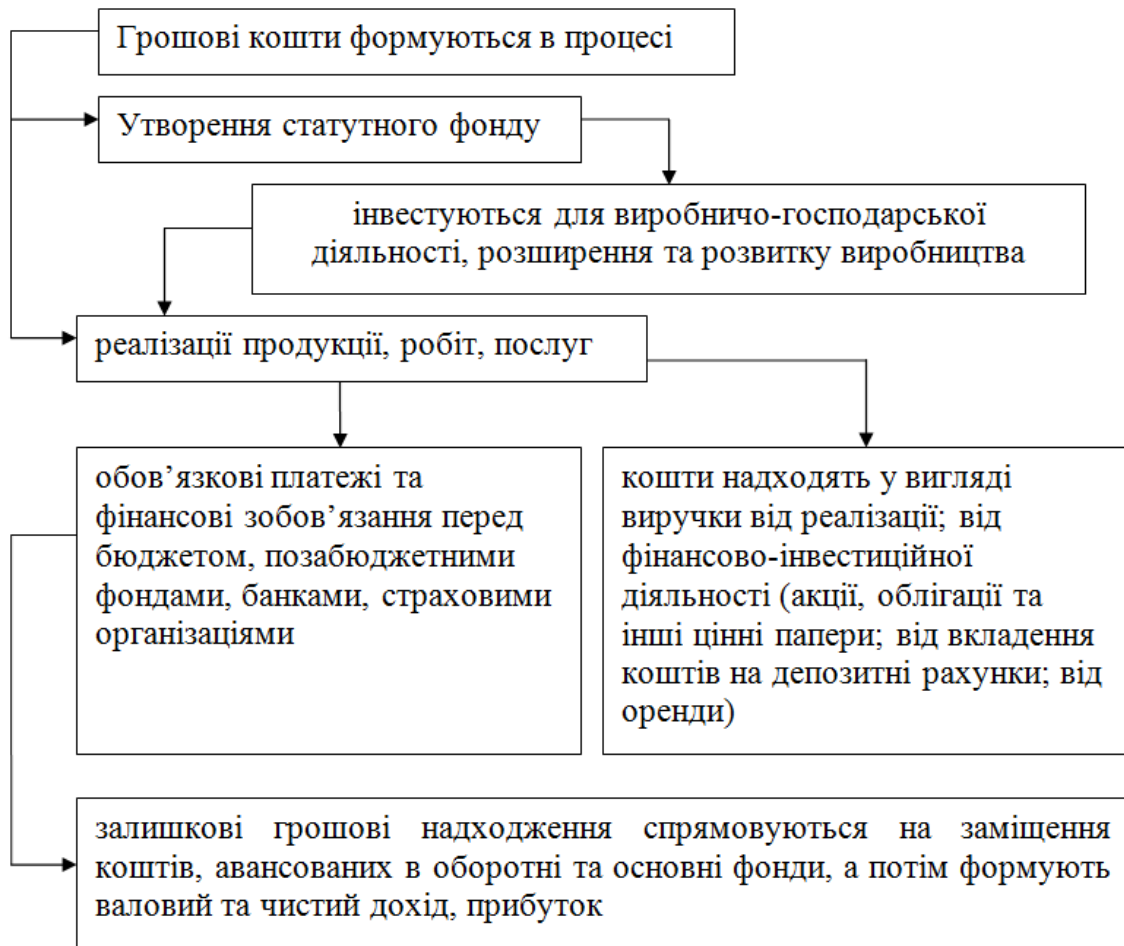 Грошові кошти формуються в процесі
Утворення статутного фонду
інвестуються для виробничо-господарської
діяльності, розширення та розвитку виробництва
реалізації продукції, робіт, послуг
обов’язкові платежі та
фінансові зобов’язання перед
бюджетом, позабюджетними
фондами, банками, страховими
організаціями
кошти надходять у вигляді
виручки від реалізації; від
фінансово-інвестиційної
діяльності (акції, облігації та
інші цінні папери; від вкладення
коштів на депозитні рахунки; від
оренди)
залишкові грошові надходження спрямовуються на заміщення
коштів, авансованих в оборотні та основні фонди, а потім формують
валовий та чистий дохід, прибуток